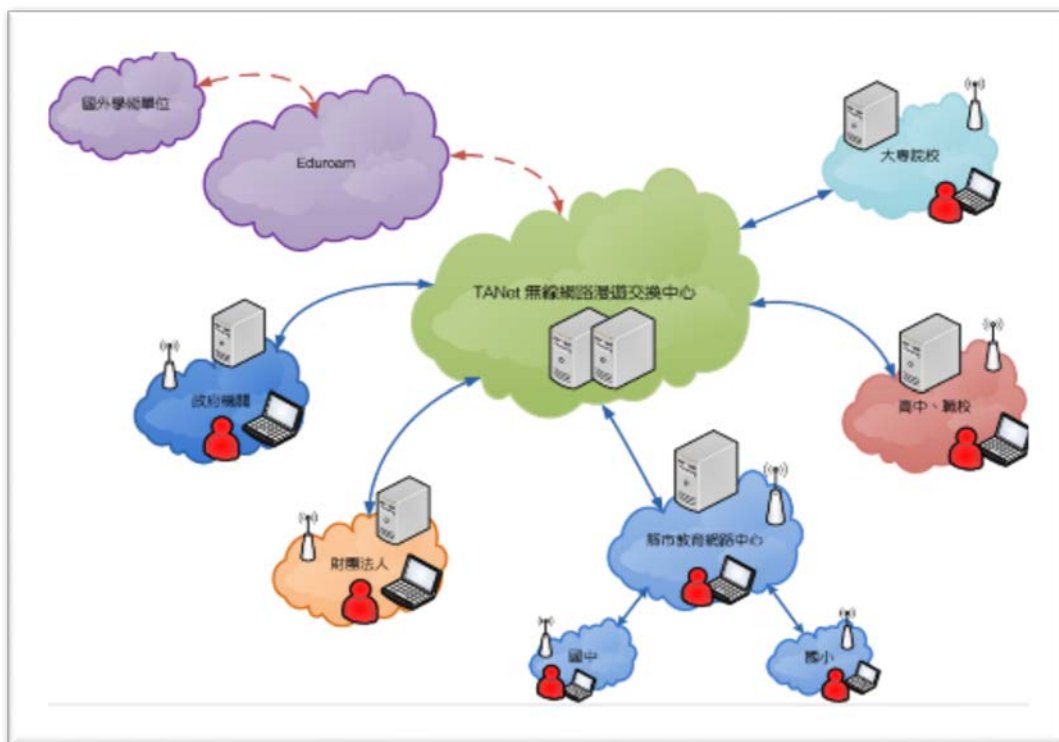 國外學術單位
Eduroam
大專院校
TANet 無線網路漫遊交換中心
政府機關
高中、職校
財團法人
縣市教育網路中心
國中
國小